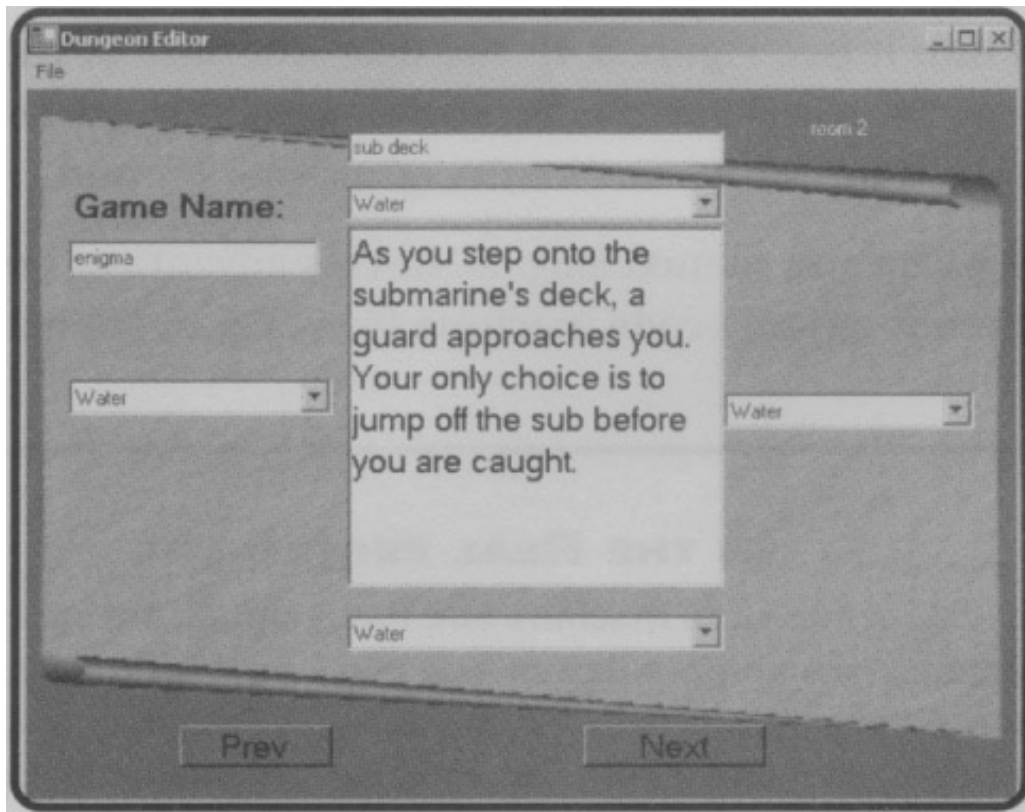 Dungeon Editor
File
room 2
sub deck
Game Name:
Water
enigma
As you step onto the
submarine's deck, a
guard approaches you.
Your only choice is to
jump off the sub before
you are caught.
Water
Water
Water
Prev
Next